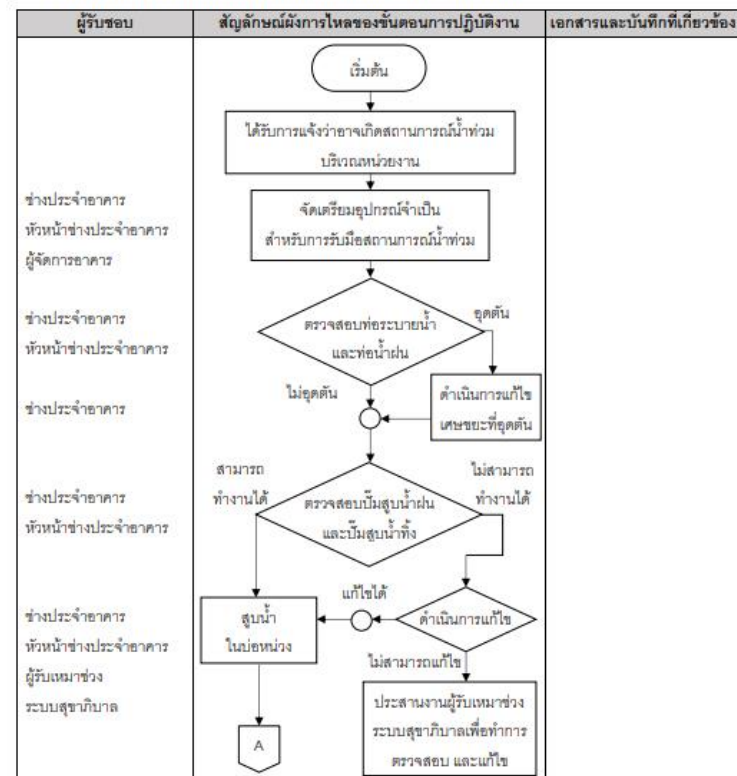 ผู้รับชอบ
สัญลักษณ์ผังการไหลของขั้นตอนการปฏิบัติงาน
เอกสารและบันทึกที่เกี่ยวข้อง
เริ่มต้น
ได้รับการแจ้งว่าอาจเกิดสถานการณ์น้ำท่วม
บริเวณหน่วยงาน
ช่างประจำอาคาร
หัวหน้าช่างประจำอาคาร
ผู้จัดการอาคาร
จัดเตรียมอุปกรณ์จำเป็น
สำหรับการรับมือสถานการณ์น้ำท่วม
ช่างประจำอาคาร
หัวหน้าช่างประจำอาคาร
ตรวจสอบท่อระบายน้ำ
และท่อน้ำฝน
อุดตัน
ไม่อุดตัน
ช่างประจำอาคาร
ดำเนินการแก้ไข
เศษขยะที่อุดตัน
สามารถ
ทำงานได้
ไม่สามารถ
ทำงานได้
ช่างประจำอาคาร
หัวหน้าช่างประจำอาคาร
ตรวจสอบปั๊มสูบน้ำฝน
และปั๊มสูบน้ำทิ้ง
ช่างประจำอาคาร
หัวหน้าช่างประจำอาคาร
ผู้รับเหมาช่วง
ระบบสุขาภิบาล
สูบน้ำ
ในบ่อหน่วง
แก้ไขได้
ดำเนินการแก้ไข
ไม่สามารถแก้ไข
ประสานงานผู้รับเหมาช่วง
ระบบสุขาภิบาลเพื่อทำการ
ตรวจสอบ และแก้ไข
A